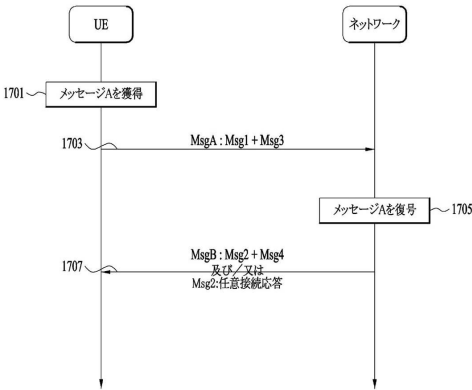 UE
ネットワーク
1701
メッセージAを獲得
1703
MsgA : Msg1 + Msg3
メッセージAを復号
1705
1707
MsgB : Msg2 + Msg4
及び／又は
Msg2:任意接続応答